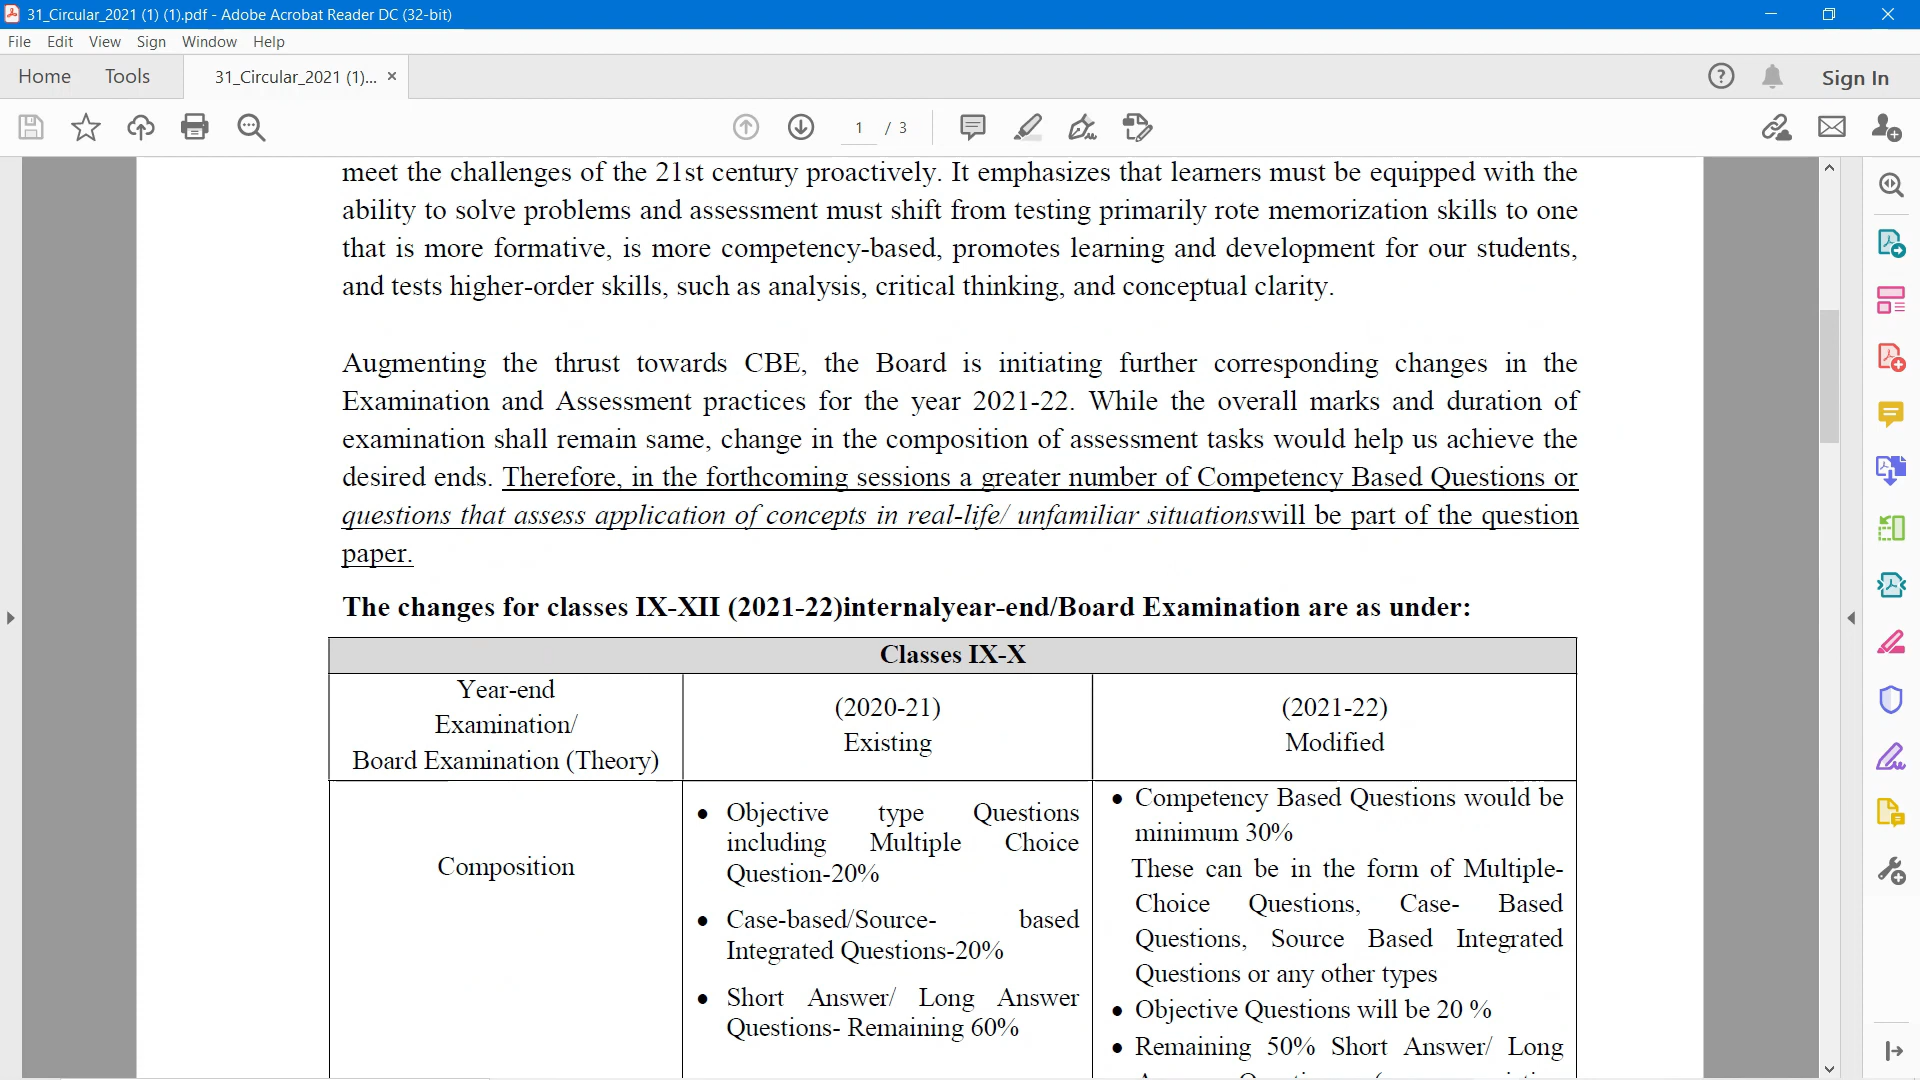 31_Circular_2021 (1) (1).pdf - Adobe Acrobat Reader DC (32-bit)
File Edit View Sign Window Help
Home Tools 31_Circular_2021 (1)... × Sign In
1 / 3
meet the challenges of the 21st century proactively. It emphasizes that learners must be equipped with the
ability to solve problems and assessment must shift from testing primarily rote memorization skills to one
that is more formative, is more competency-based, promotes learning and development for our students,
and tests higher-order skills, such as analysis, critical thinking, and conceptual clarity.
Augmenting the thrust towards CBE, the Board is initiating further corresponding changes in the
Examination and Assessment practices for the year 2021-22. While the overall marks and duration of
examination shall remain same, change in the composition of assessment tasks would help us achieve the
desired ends. Therefore, in the forthcoming sessions a greater number of Competency Based Questions or
questions that assess application of concepts in real-life/ unfamiliar situationswill be part of the question
paper.
The changes for classes IX-XII (2021-22)internalyear-end/Board Examination are as under:
Classes IX-X
Year-end
Examination/
Board Examination (Theory)
(2020-21)
Existing
(2021-22)
Modified
Composition
• Objective type Questions
including Multiple Choice
Question-20%
• Case-based/Source- based
Integrated Questions-20%
• Short Answer/ Long Answer
Questions- Remaining 60%
• Competency Based Questions would be
minimum 30%
These can be in the form of Multiple-
Choice Questions, Case- Based
Questions, Source Based Integrated
Questions or any other types
• Objective Questions will be 20 %
• Remaining 50% Short Answer/ Long